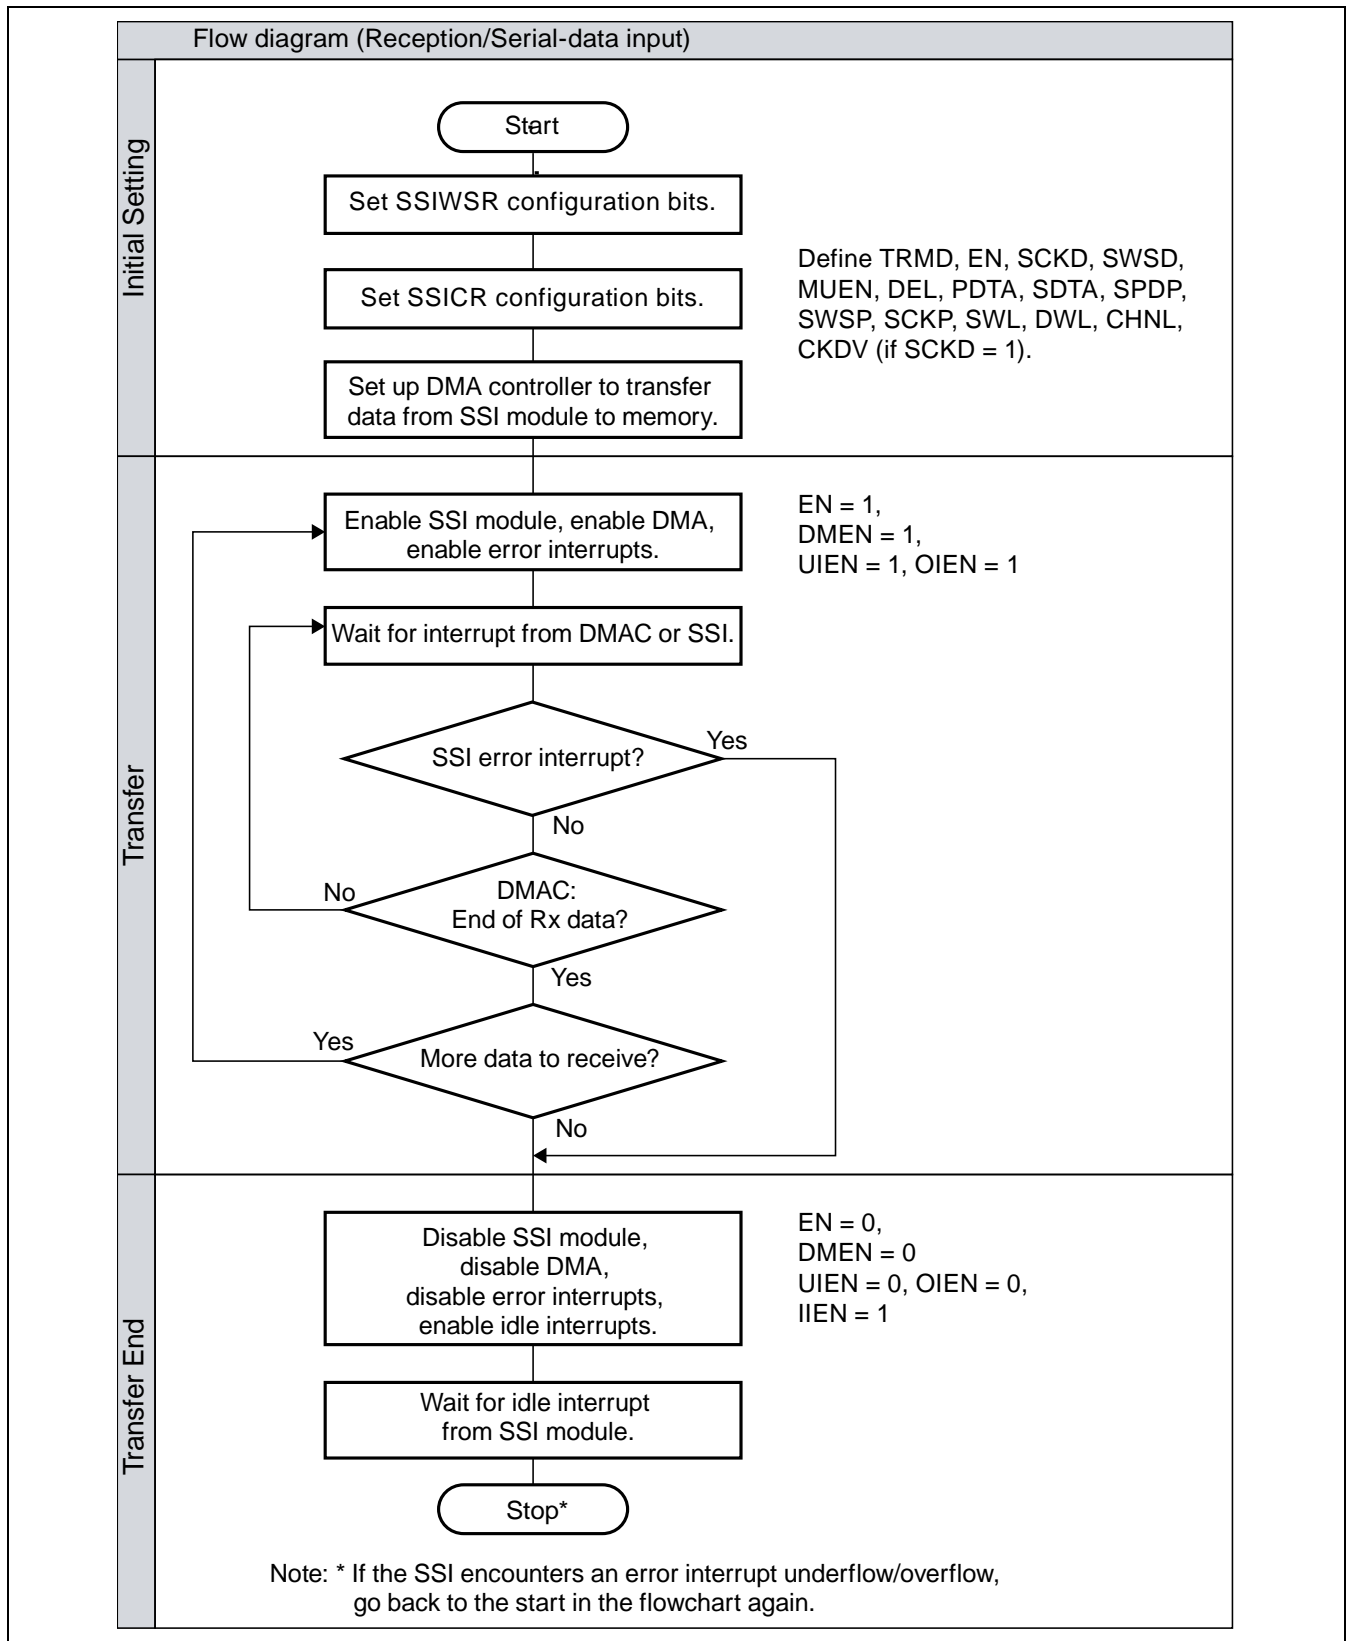 Flow diagram (Reception/Serial-data input)
Initial Setting
Start
Set SSIWSR configuration bits.
Set SSICR configuration bits.
Define TRMD, EN, SCKD, SWSD,
MUEN, DEL, PDTA, SDTA, SPDP,
SWSP, SCKP, SWL, DWL, CHNL,
CKDV (if SCKD = 1).
Set up DMA controller to transfer
data from SSI module to memory.
Transfer
Enable SSI module, enable DMA,
enable error interrupts.
EN = 1,
DMEN = 1,
UIEN = 1, OIEN = 1
Wait for interrupt from DMAC or SSI.
SSI error interrupt?
Yes
No
DMAC:
End of Rx data?
No
Yes
More data to receive?
Yes
No
Transfer End
Disable SSI module,
disable DMA,
disable error interrupts,
enable idle interrupts.
EN = 0,
DMEN = 0
UIEN = 0, OIEN = 0,
IIEN = 1
Wait for idle interrupt
from SSI module.
Stop*
Note: * If the SSI encounters an error interrupt underflow/overflow,
go back to the start in the flowchart again.